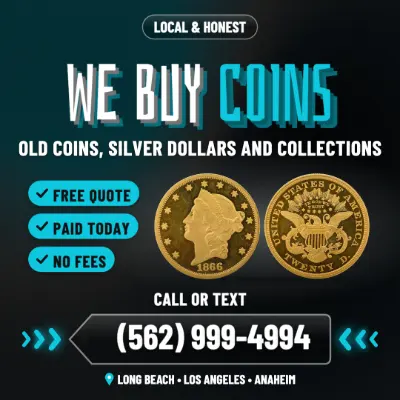 LOCAL & HONEST
WE BUY COINS
OLD COINS, SILVER DOLLARS AND COLLECTIONS
FREE QUOTE
PAID TODAY
NO FEES
1866
UNITED STATES OF AMERICA
TWENTY D.
CALL OR TEXT
(562) 999-4994
LONG BEACH • LOS ANGELES • ANAHEIM